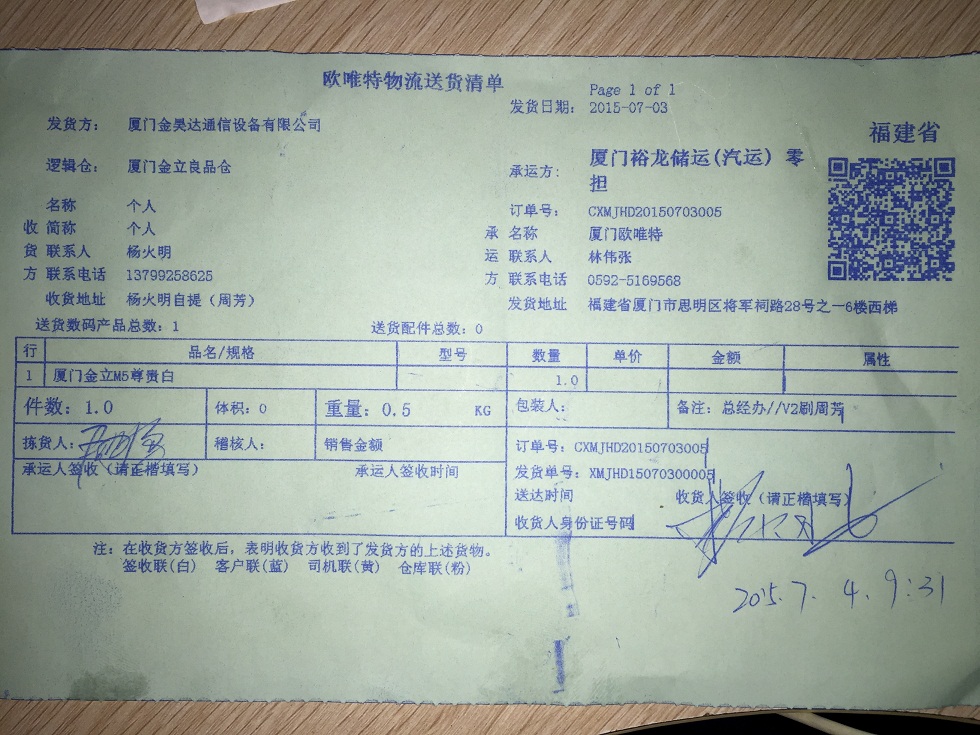 欧唯特物流送货清单
Page 1 of 1
发货日期： 2015-07-03
发货方： 厦门金昊达通信设备有限公司
福建省
逻辑仓： 厦门金立良品仓
承运方： 厦门裕龙储运(汽运) 零担
收货方
名称 个人
简称 个人
联系人 杨火明
联系电话 13799258625
收货地址 杨火明自提（周芳）
订单号： CXMJHD20150703005
承运方
名称 厦门欧唯特
联系人 林伟张
联系电话 0592-5169568
发货地址 福建省厦门市思明区将军祠路28号之一6楼西梯
送货数码产品总数：1 送货配件总数：0
行 品名/规格 型号 数量 单价 金额 属性
1 厦门金立M5尊贵白 1.0
件数：1.0 体积：0 重量：0.5 KG 包装人： 备注：总经办//V2刷周芳
拣货人： 稽核人： 销售金额
订单号：CXMJHD20150703005
承运人签收（请正楷填写） 承运人签收时间
发货单号：XMJHD15070300005
送达时间 收货人签收（请正楷填写）
收货人身份证号码
注：在收货方签收后，表明收货方收到了发货方的上述货物。
签收联(白) 客户联(蓝) 司机联(黄) 仓库联(粉)
2015.7.4.9:31